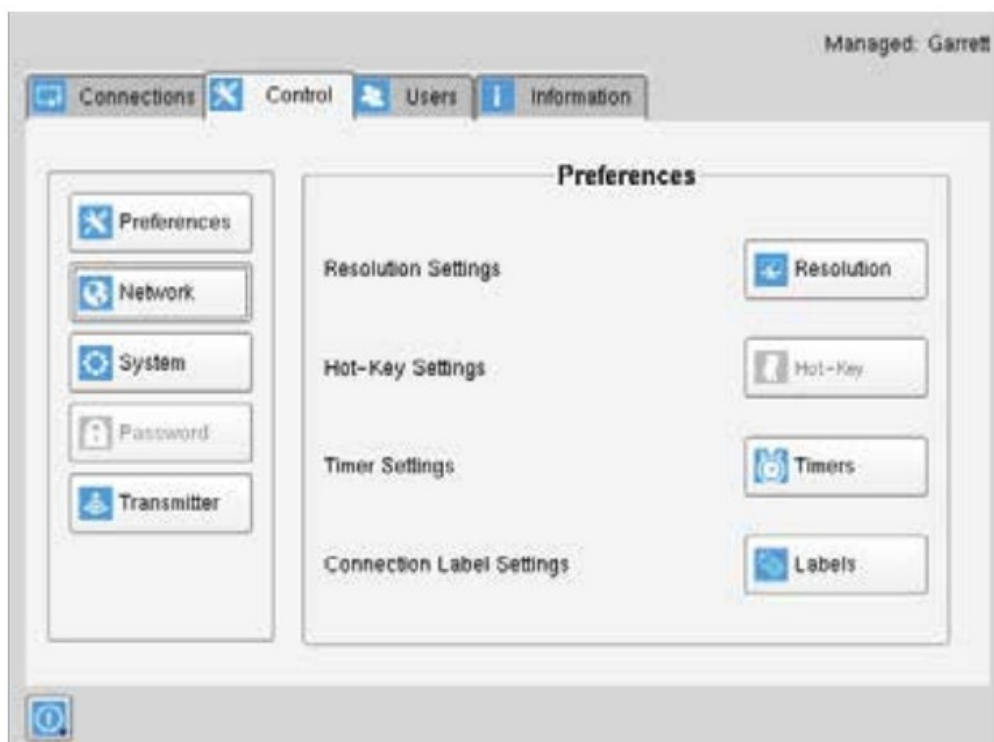 Managed: Garrett
Connections Control Users Information
Preferences
Network
System
Password
Transmitter
Preferences
Resolution Settings Resolution
Hot-Key Settings Hot-Key
Timer Settings Timers
Connection Label Settings Labels